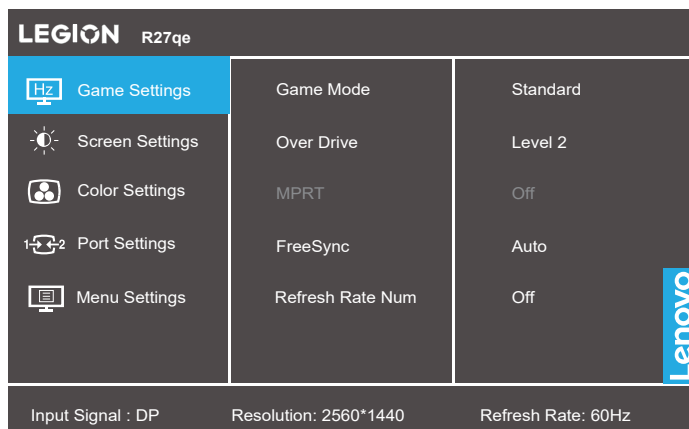 LEGION R27qe
Hz Game Settings Game Mode Standard
Screen Settings Over Drive Level 2
Color Settings MPRT Off
1 2 Port Settings FreeSync Auto
Menu Settings Refresh Rate Num Off
Lenovo
Input Signal : DP Resolution: 2560*1440 Refresh Rate: 60Hz